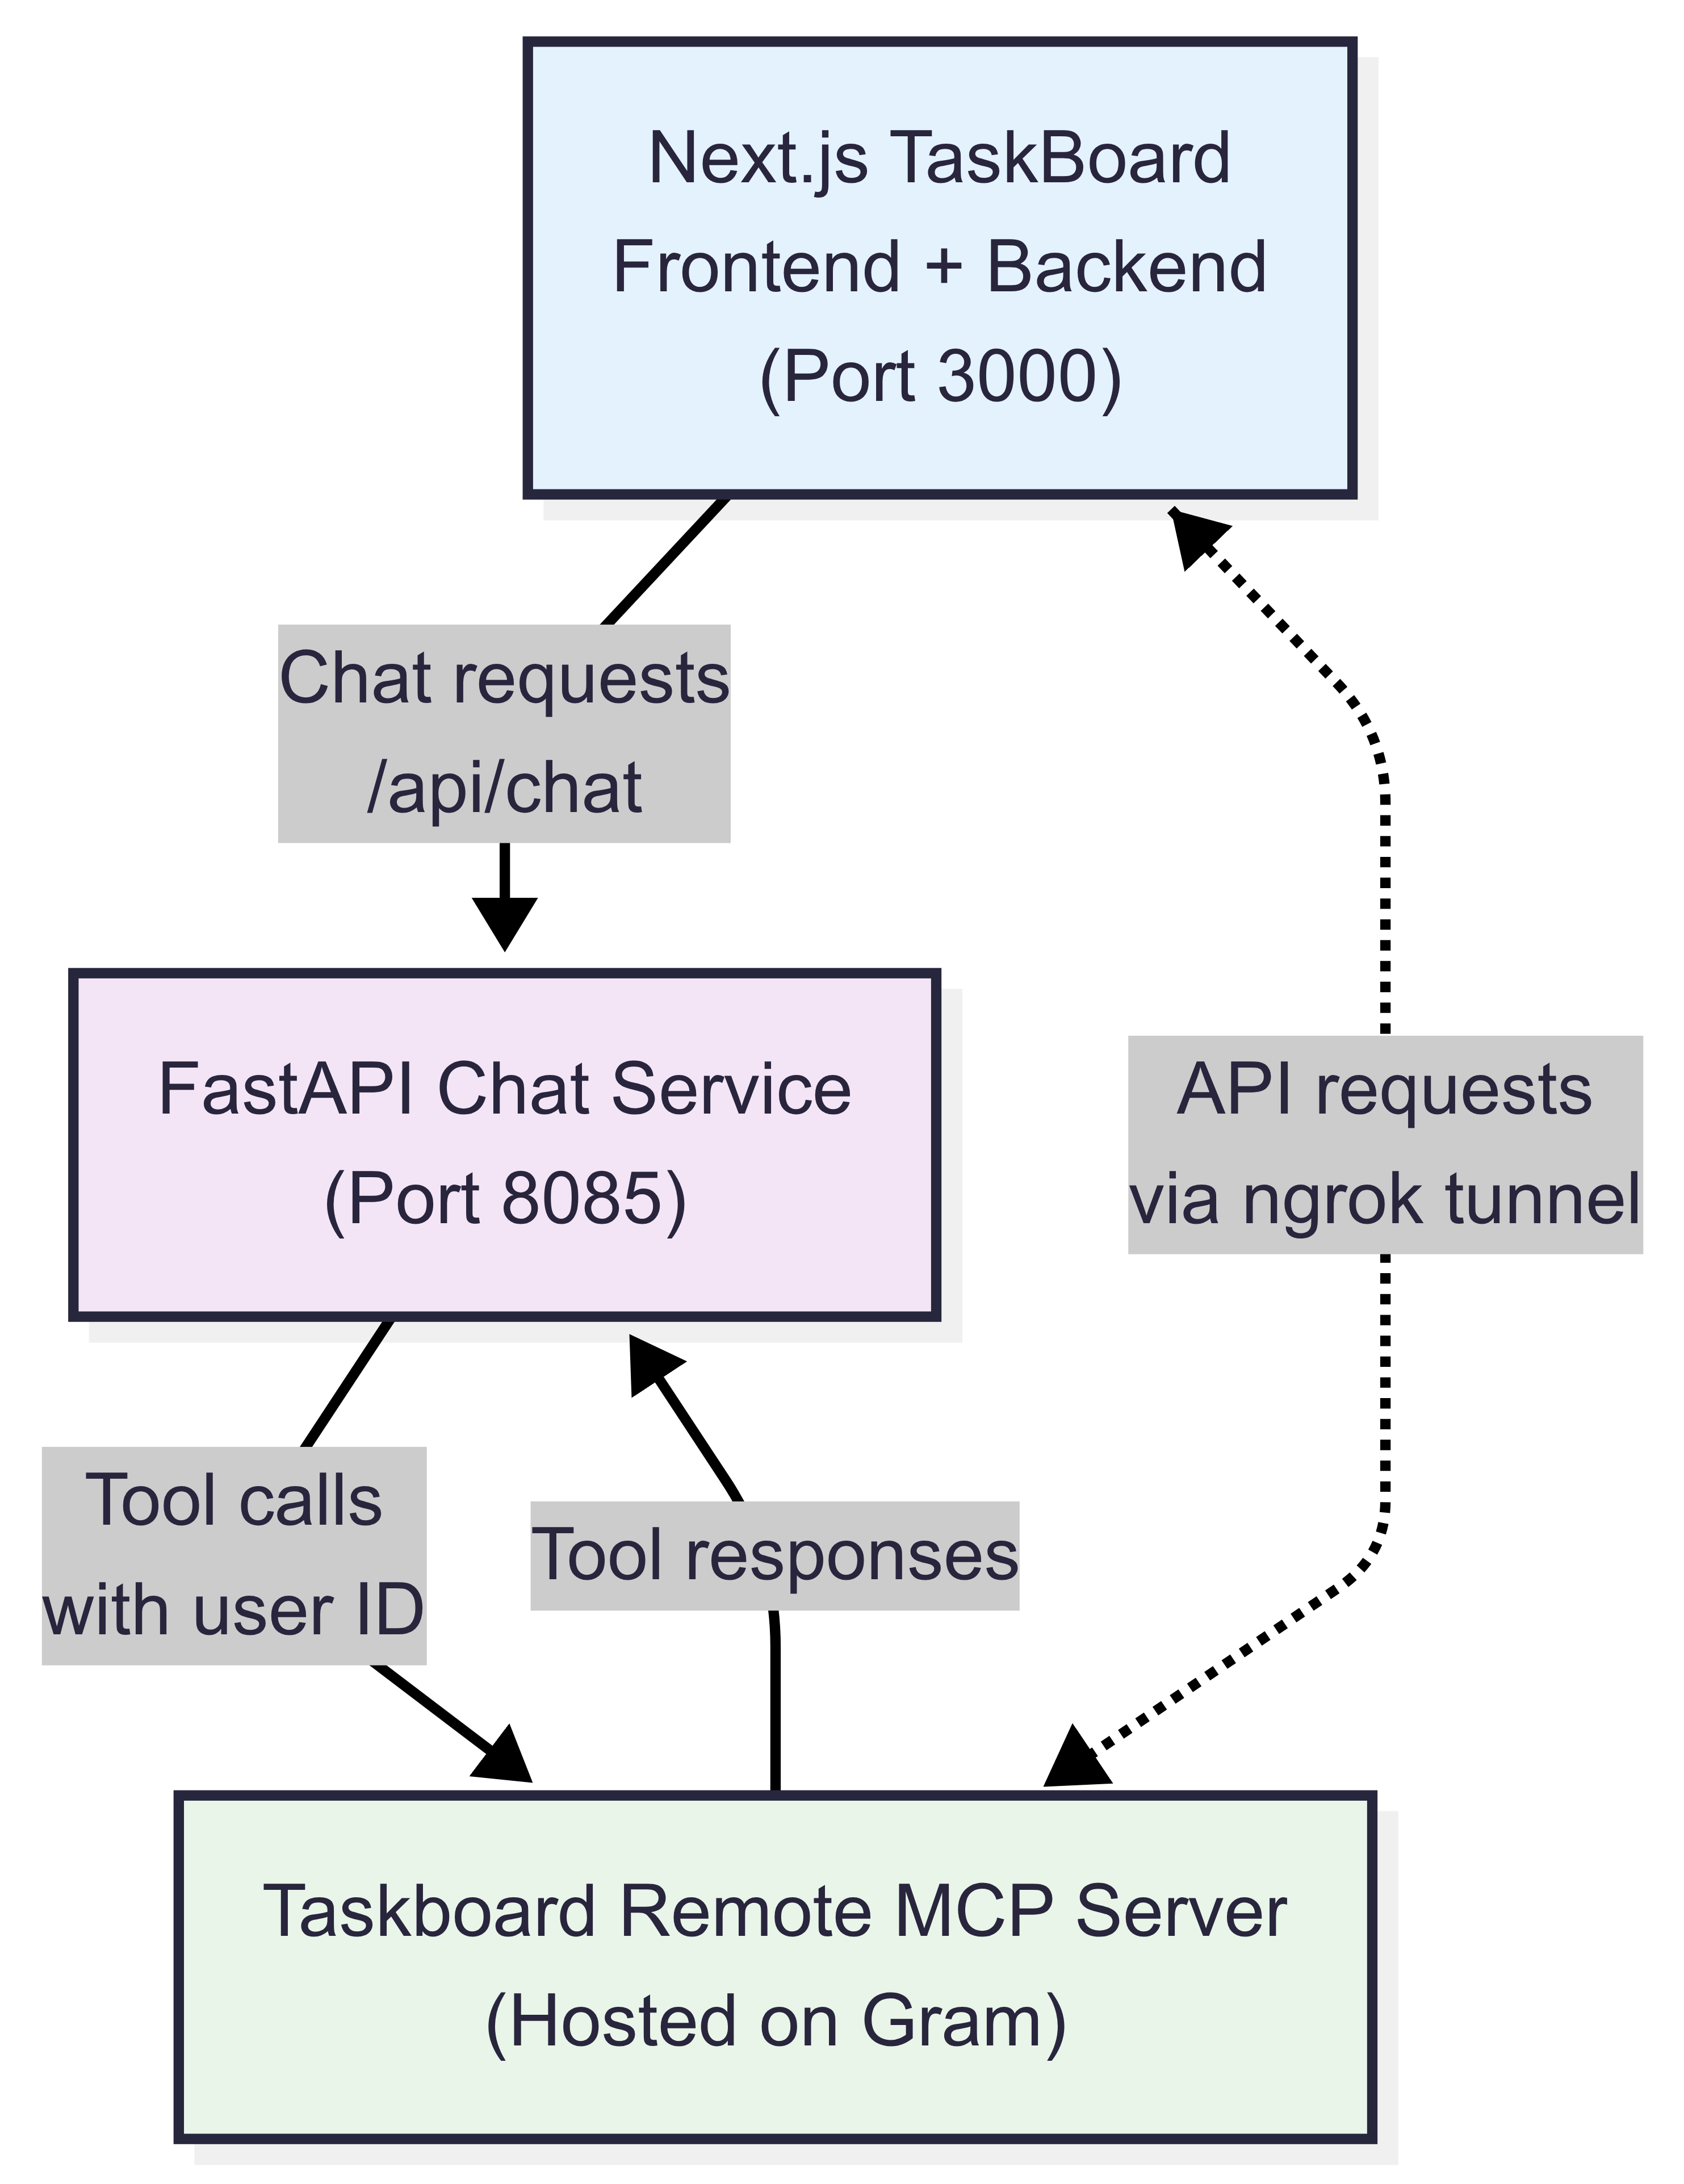 Next.js TaskBoard
Frontend + Backend
(Port 3000)
Chat requests
/api/chat
FastAPI Chat Service
(Port 8085)
API requests
via ngrok tunnel
Tool calls
with user ID
Tool responses
Taskboard Remote MCP Server
(Hosted on Gram)